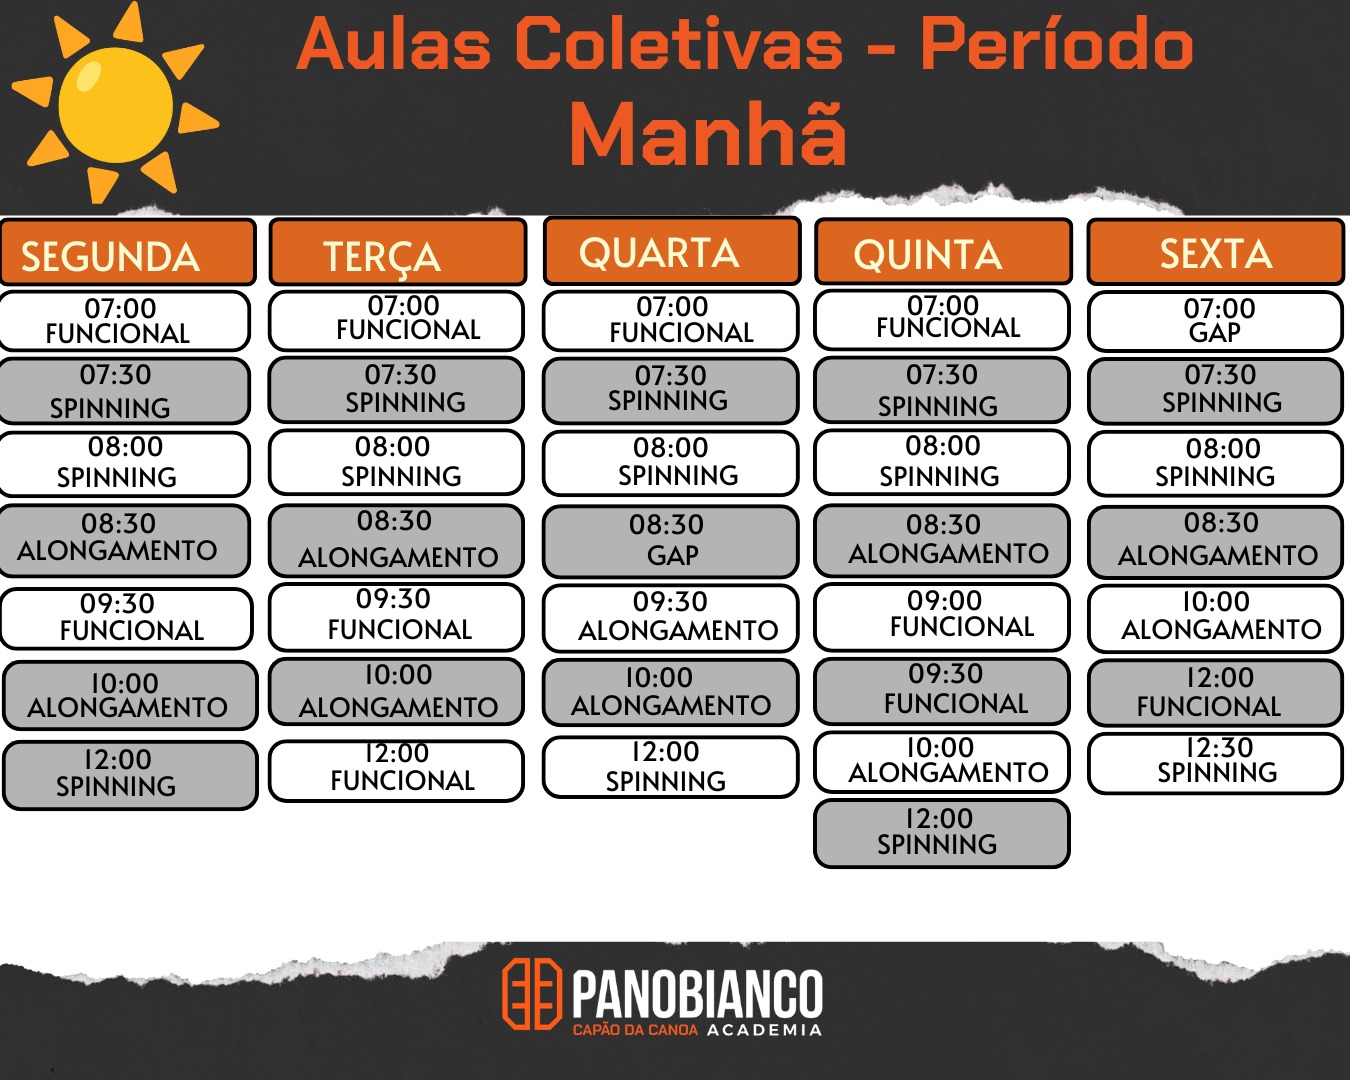 Aulas Coletivas - Período
Manhã
SEGUNDA
07:00
FUNCIONAL
07:30
SPINNING
08:00
SPINNING
08:30
ALONGAMENTO
09:30
FUNCIONAL
10:00
ALONGAMENTO
12:00
SPINNING
TERÇA
07:00
FUNCIONAL
07:30
SPINNING
08:00
SPINNING
08:30
ALONGAMENTO
09:30
FUNCIONAL
10:00
ALONGAMENTO
12:00
FUNCIONAL
QUARTA
07:00
FUNCIONAL
07:30
SPINNING
08:00
SPINNING
08:30
GAP
09:30
ALONGAMENTO
10:00
ALONGAMENTO
12:00
SPINNING
QUINTA
07:00
FUNCIONAL
07:30
SPINNING
08:00
SPINNING
08:30
ALONGAMENTO
09:00
FUNCIONAL
09:30
FUNCIONAL
10:00
ALONGAMENTO
12:00
SPINNING
SEXTA
07:00
GAP
07:30
SPINNING
08:00
SPINNING
08:30
ALONGAMENTO
10:00
ALONGAMENTO
12:00
FUNCIONAL
12:30
SPINNING
PANOBIANCO
CAPÃO DA CANOA ACADEMIA